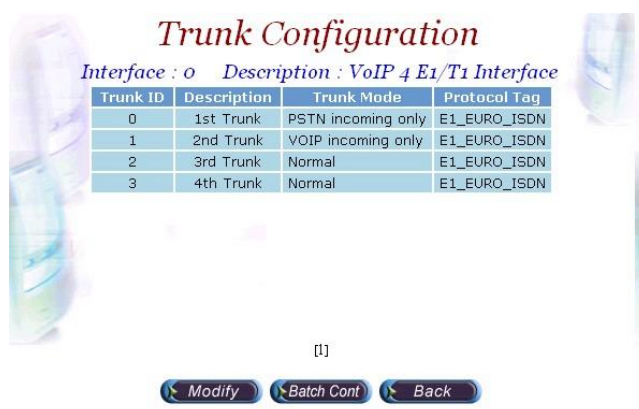 Trunk Configuration
Interface : 0 Description : VoIP 4 E1/T1 Interface
Trunk ID Description Trunk Mode Protocol Tag
0 1st Trunk PSTN incoming only E1_EURO_ISDN
1 2nd Trunk VOIP incoming only E1_EURO_ISDN
2 3rd Trunk Normal E1_EURO_ISDN
3 4th Trunk Normal E1_EURO_ISDN
[1]
Modify Batch Cont Back